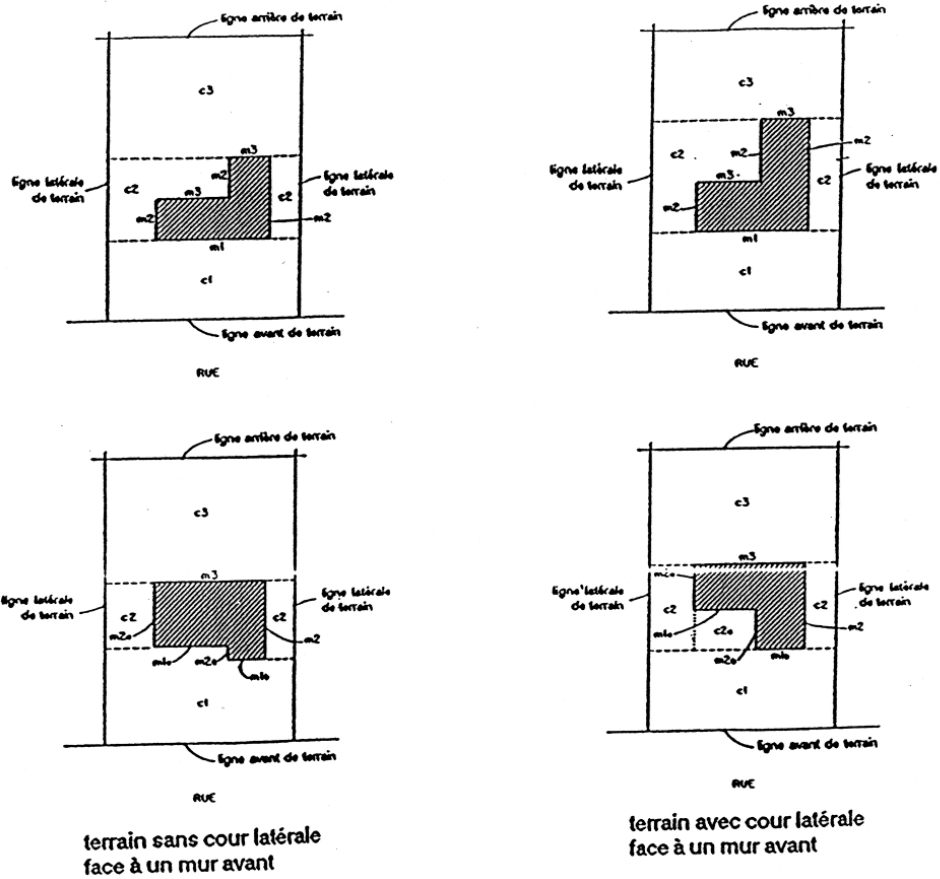 ligne arrière de terrain
c3
m3
ligne latérale
de terrain
c2
m2
m3
m2
c2
ligne latérale
de terrain
m2
m1
c1
ligne avant de terrain
RUE
ligne arrière de terrain
c3
m3
ligne latérale
de terrain
c2
m2
m3
m2
m2
c2
ligne latérale
de terrain
m1
c1
ligne avant de terrain
RUE
ligne arrière de terrain
c3
m3
ligne latérale
de terrain
c2
m2a
c2
ligne latérale
de terrain
m2
m1a
m2a
m1a
c1
ligne avant de terrain
RUE
terrain sans cour latérale
face à un mur avant
ligne arrière de terrain
c3
m3
ligne latérale
de terrain
c2
m1a
c2a
m2a
m1a
c2
ligne latérale
de terrain
m2
c1
ligne avant de terrain
RUE
terrain avec cour latérale
face à un mur avant